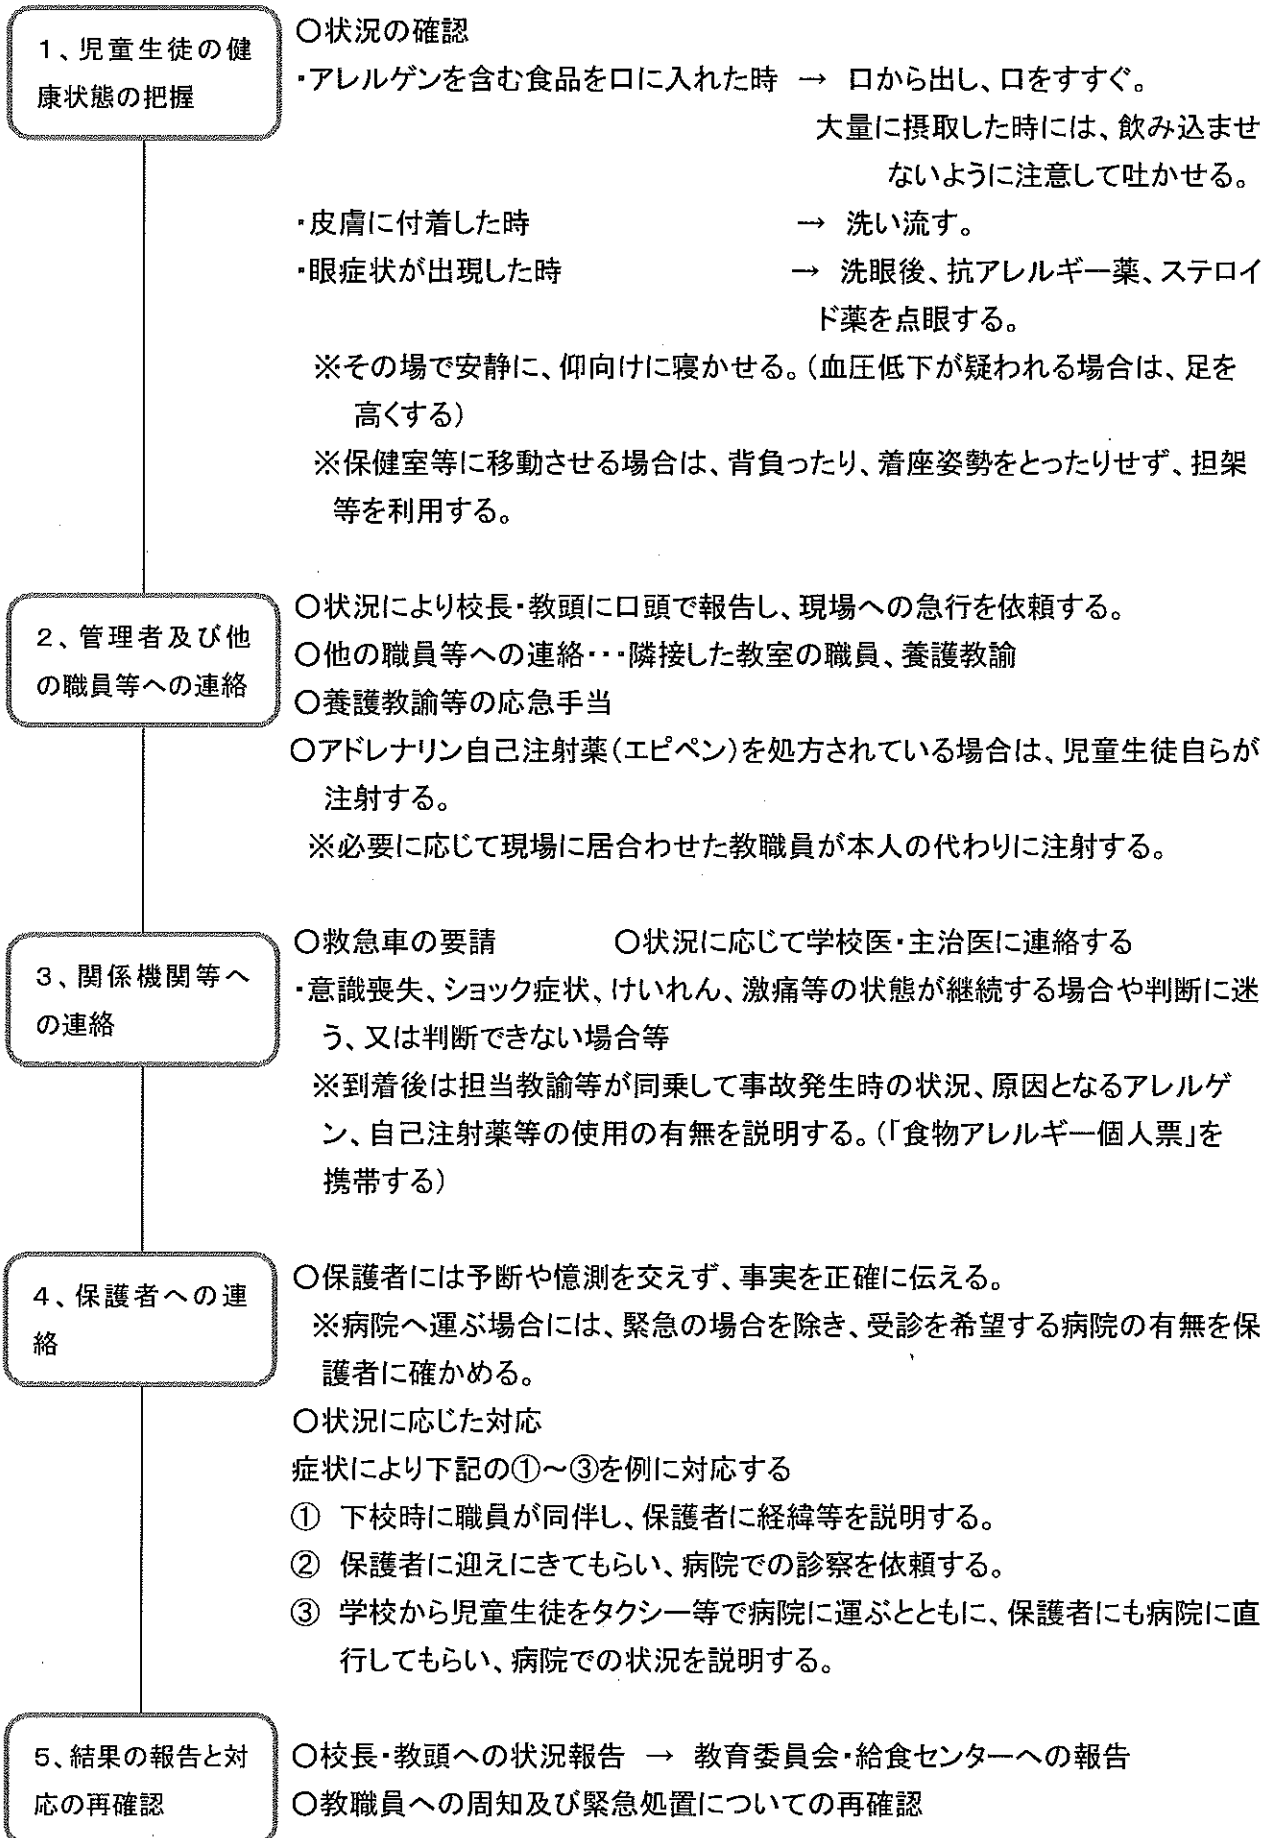 1、児童生徒の健
康状態の把握
〇状況の確認
・アレルゲンを含む食品を口に入れた時 → 口から出し、口をすすぐ。
大量に摂取した時には、飲み込ませ
ないように注意して吐かせる。
・皮膚に付着した時 → 洗い流す。
・眼症状が出現した時 → 洗眼後、抗アレルギー薬、ステロイ
ド薬を点眼する。
※その場で安静に、仰向けに寝かせる。(血圧低下が疑われる場合は、足を
高くする)
※保健室等に移動させる場合は、背負ったり、着座姿勢をとったりせず、担架
等を利用する。
2、管理者及び他
の職員等への連絡
〇状況により校長・教頭に口頭で報告し、現場への急行を依頼する。
〇他の職員等への連絡・・・隣接した教室の職員、養護教諭
〇養護教諭等の応急手当
〇アドレナリン自己注射薬(エピペン)を処方されている場合は、児童生徒自らが
注射する。
※必要に応じて現場に居合わせた教職員が本人の代わりに注射する。
3、関係機関等へ
の連絡
〇救急車の要請 〇状況に応じて学校医・主治医に連絡する
・意識喪失、ショック症状、けいれん、激痛等の状態が継続する場合や判断に迷
う、又は判断できない場合等
※到着後は担当教諭等が同乗して事故発生時の状況、原因となるアレルゲ
ン、自己注射薬等の使用の有無を説明する。(「食物アレルギー個人票」を
携帯する)
4、保護者への連
絡
〇保護者には予断や憶測を交えず、事実を正確に伝える。
※病院へ運ぶ場合には、緊急の場合を除き、受診を希望する病院の有無を保
護者に確かめる。
〇状況に応じた対応
症状により下記の①～③を例に対応する
① 下校時に職員が同伴し、保護者に経緯等を説明する。
② 保護者に迎えにきてもらい、病院での診察を依頼する。
③ 学校から児童生徒をタクシー等で病院に運ぶとともに、保護者にも病院に直
行してもらい、病院での状況を説明する。
5、結果の報告と対
応の再確認
〇校長・教頭への状況報告 → 教育委員会・給食センターへの報告
〇教職員への周知及び緊急処置についての再確認